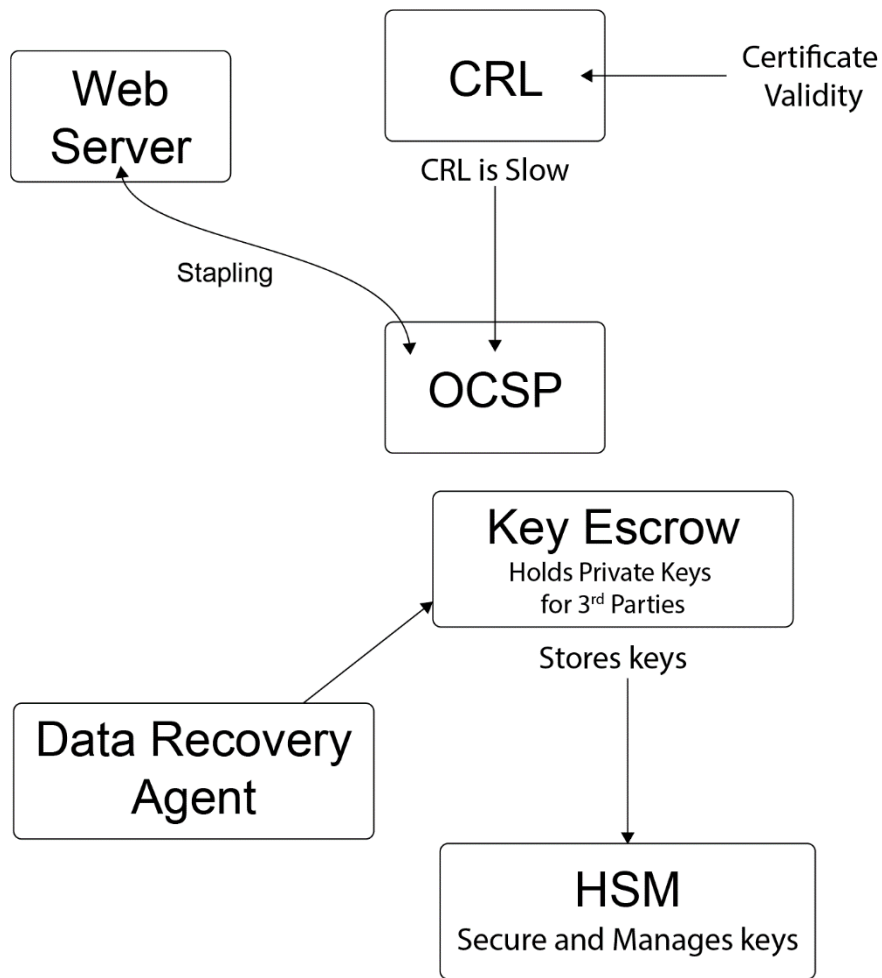 Web
Server
CRL
Certificate
Validity
CRL is Slow
Stapling
OCSP
Key Escrow
Holds Private Keys
for 3rd Parties
Stores keys
Data Recovery
Agent
HSM
Secure and Manages keys